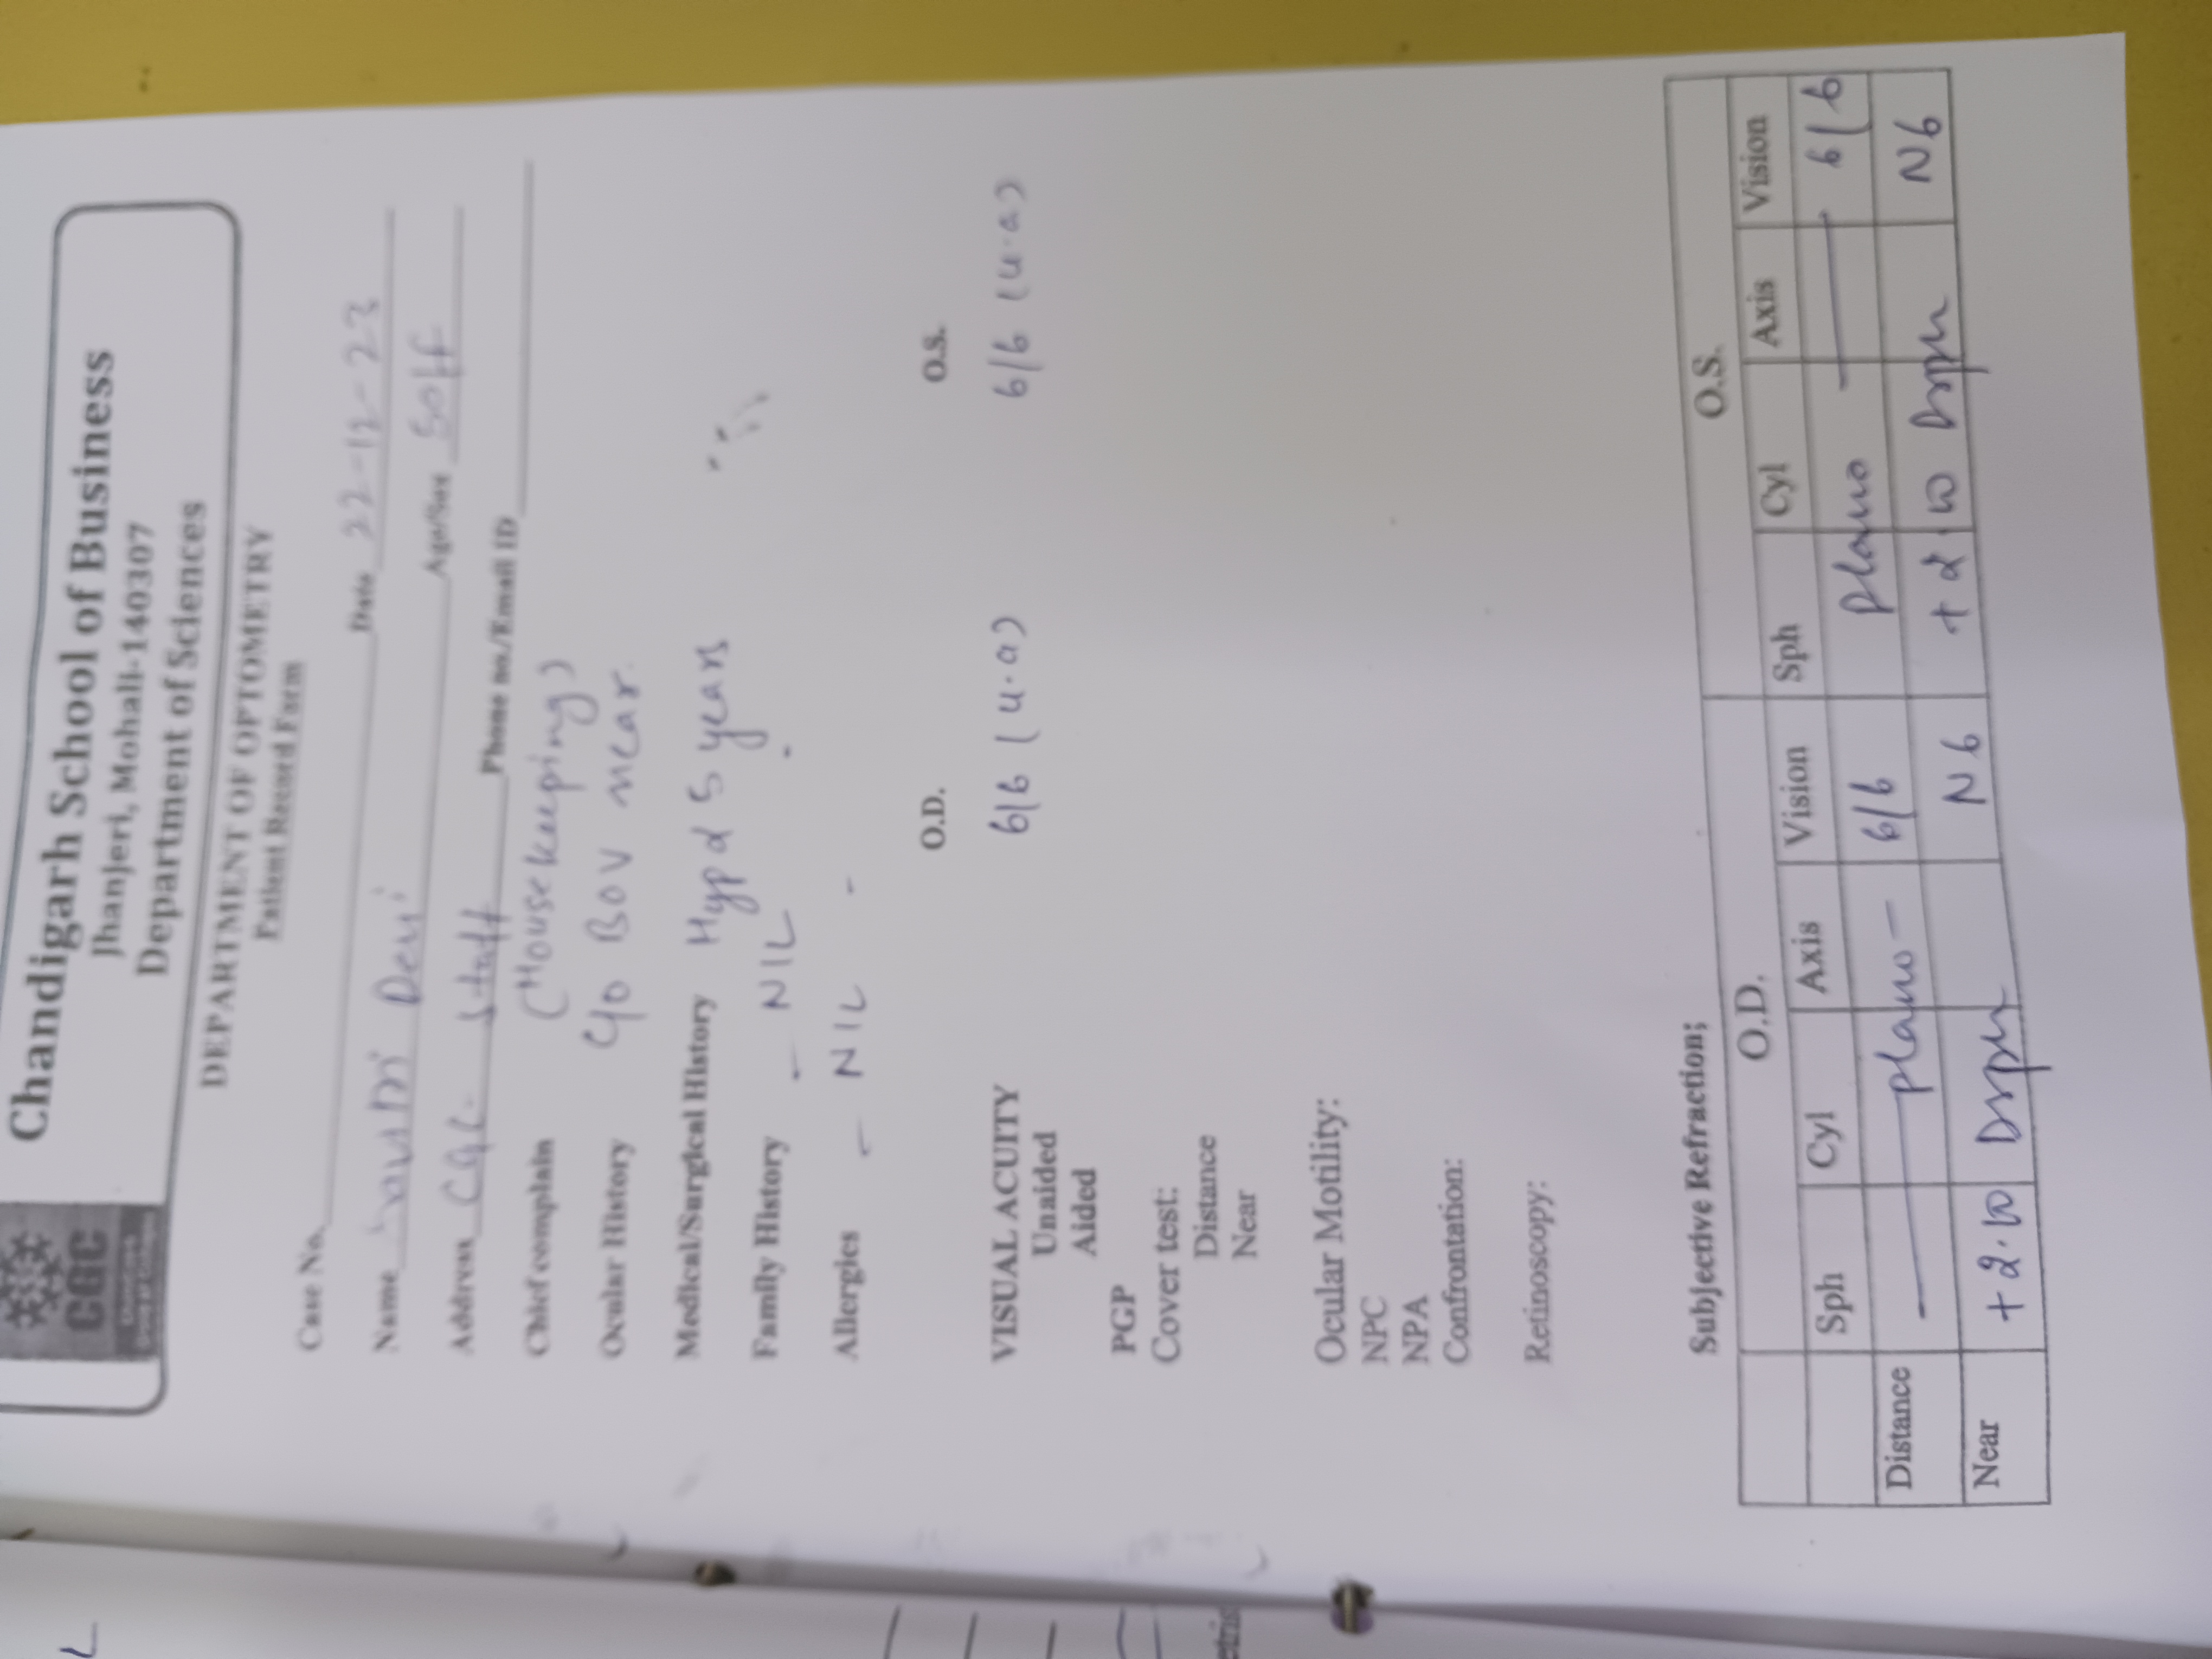 L
CGC
Chandigarh
Group of Colleges
Chandigarh School of Business
Jhanjeri, Mohali-140307
Department of Sciences
DEPARTMENT OF OPTOMETRY
Patient Record Form
Case No.
Date 22-12-23
Name Savitri Devi
Age/Sex 50/F
Address CGC Staff Phone no./Email ID
Chief complain (Housekeeping)
Ocular History C/o BOV near.
Medical/Surgical History Hyp 5 years
Family History - NIL -
Allergies - NIL -
O.D. O.S.
VISUAL ACUITY 6/6 (u.a) 6/6 (u.a)
Unaided
Aided
PGP
Cover test:
Distance
Near
etris
Ocular Motility:
NPC
NPA
Confrontation:
Retinoscopy:
Subjective Refraction;
O.D. O.S.
Sph Cyl Axis Vision Sph Cyl Axis Vision
Distance — plano — 6/6 plano — 6/6
Near +2.00 Dsph N6 +2.00 Dsph N6